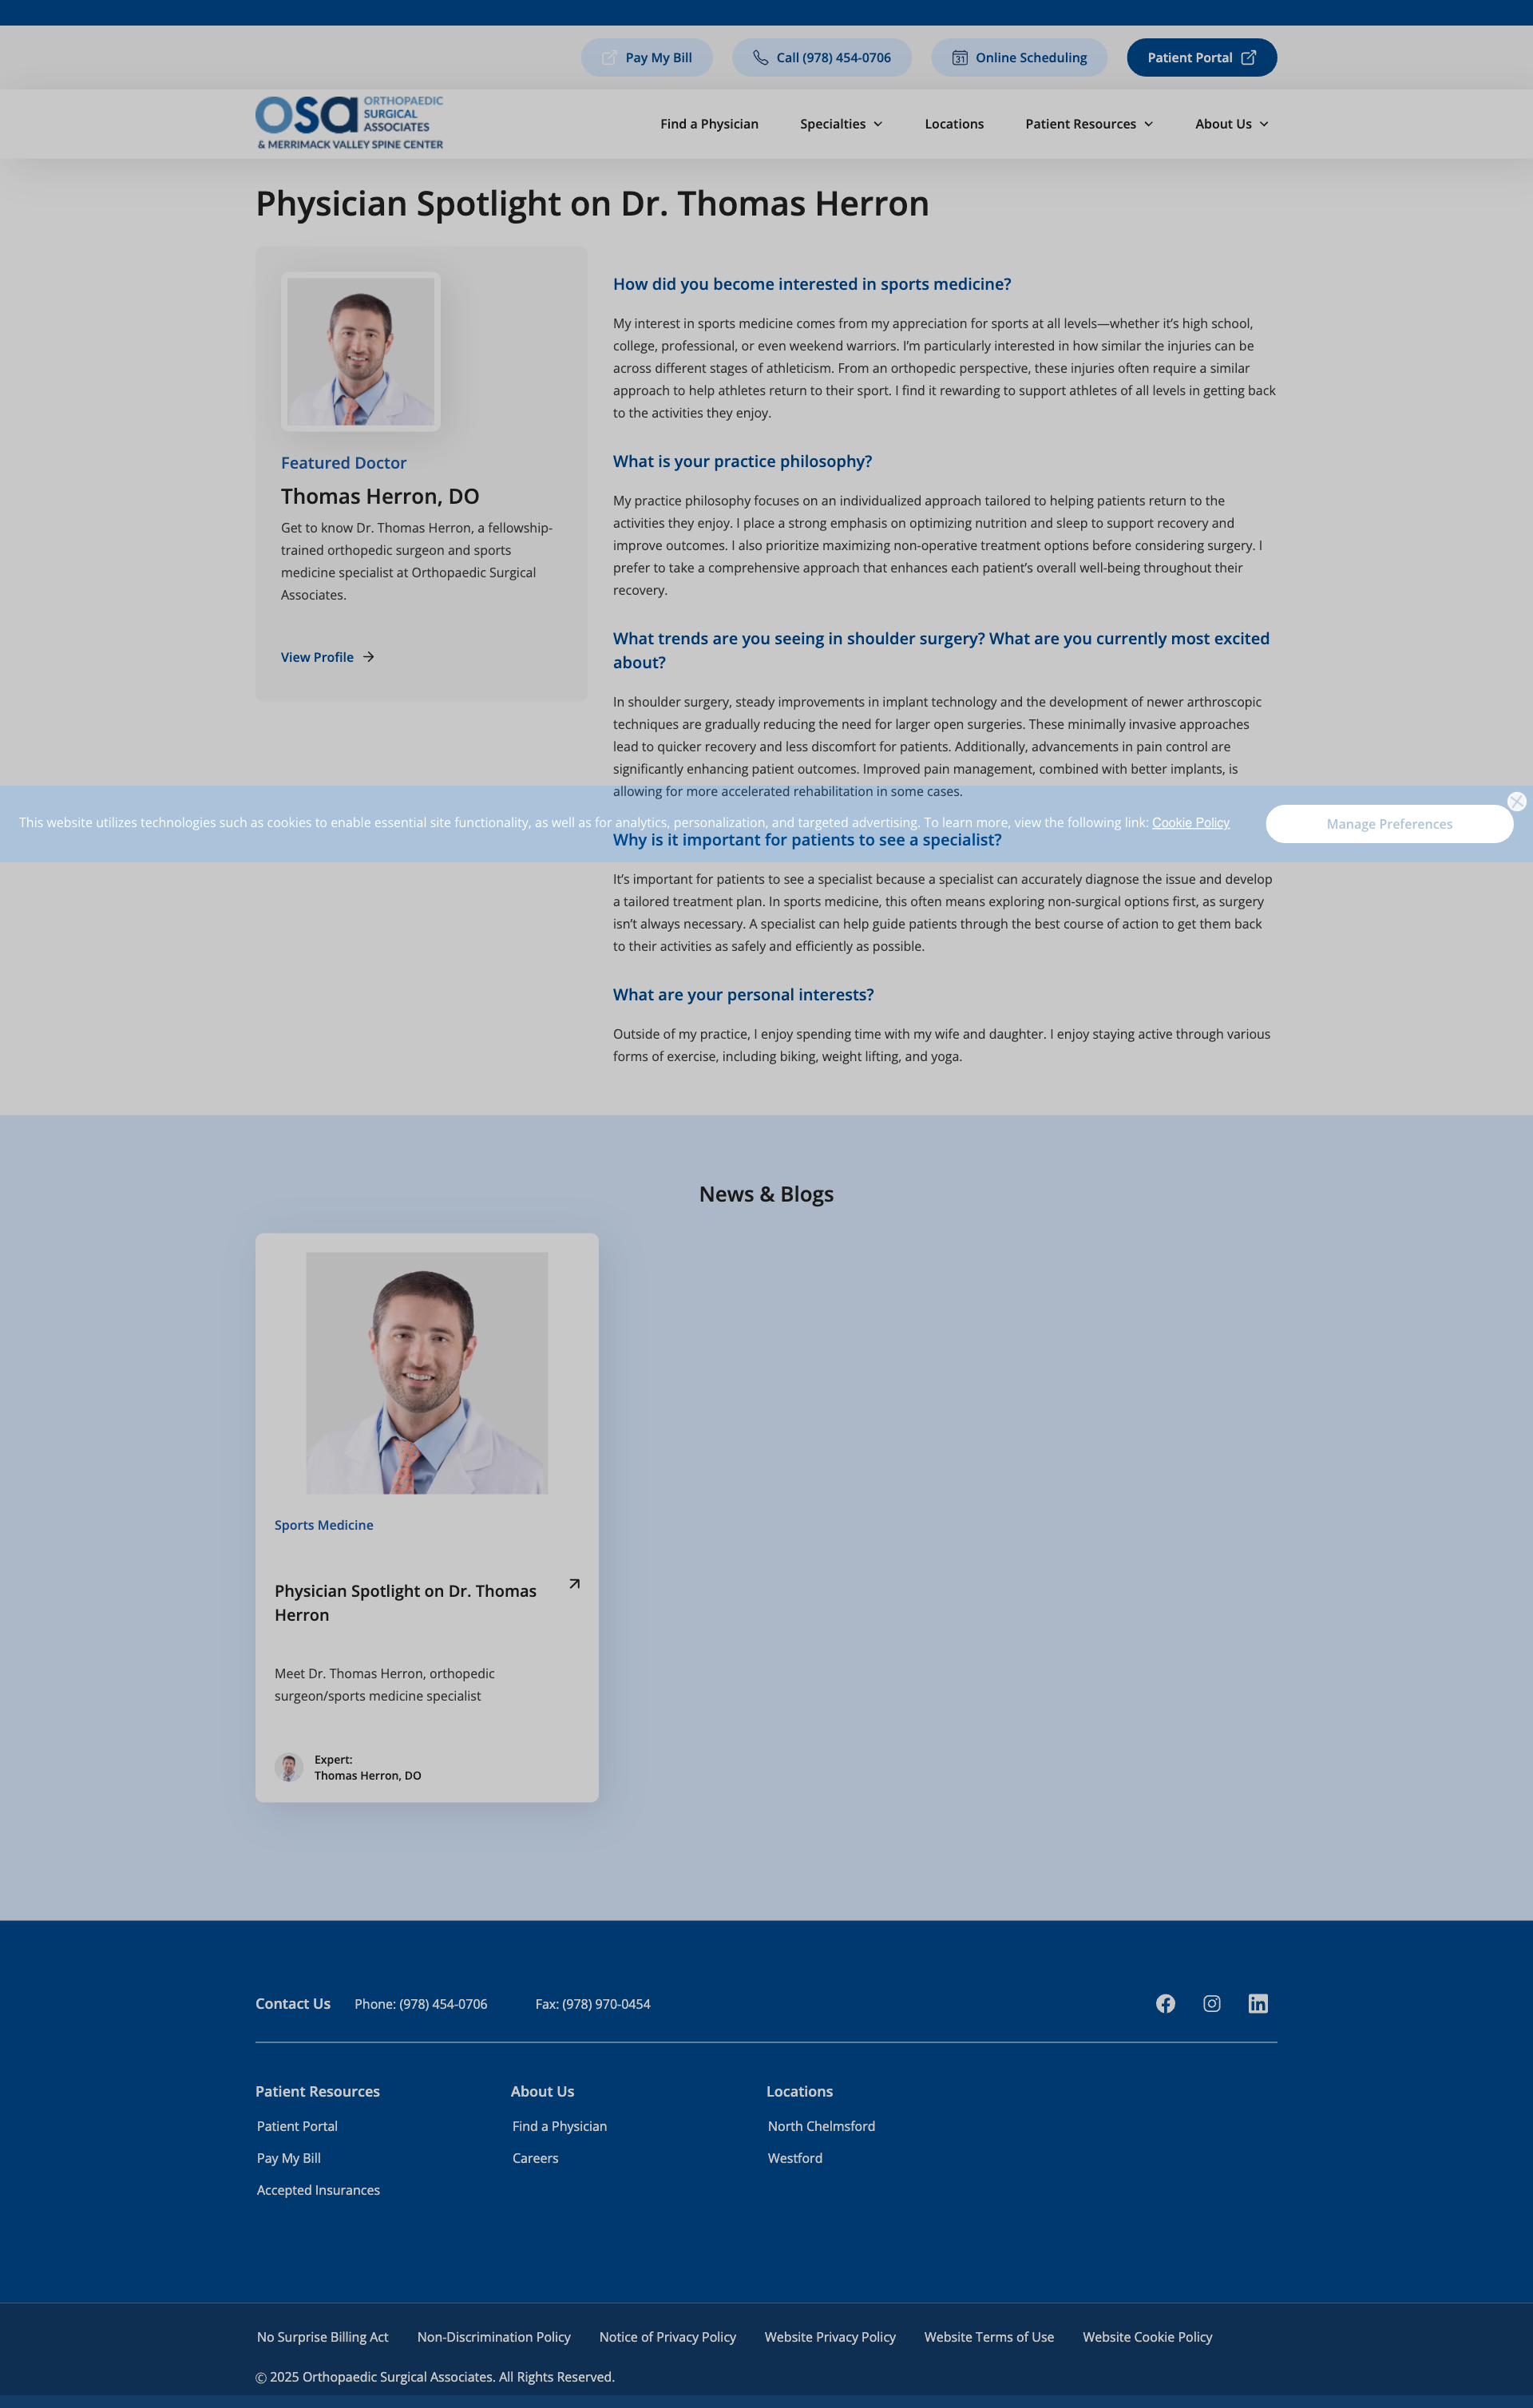 Pay My Bill
Call (978) 454-0706
Online Scheduling
Patient Portal
osa ORTHOPAEDIC
SURGICAL
ASSOCIATES
& MERRIMACK VALLEY SPINE CENTER
Find a Physician
Specialties
Locations
Patient Resources
About Us
Physician Spotlight on Dr. Thomas Herron
Featured Doctor
Thomas Herron, DO
Get to know Dr. Thomas Herron, a fellowship-
trained orthopedic surgeon and sports
medicine specialist at Orthopaedic Surgical
Associates.
View Profile
How did you become interested in sports medicine?
My interest in sports medicine comes from my appreciation for sports at all levels—whether it’s high school,
college, professional, or even weekend warriors. I’m particularly interested in how similar the injuries can be
across different stages of athleticism. From an orthopedic perspective, these injuries often require a similar
approach to help athletes return to their sport. I find it rewarding to support athletes of all levels in getting back
to the activities they enjoy.
What is your practice philosophy?
My practice philosophy focuses on an individualized approach tailored to helping patients return to the
activities they enjoy. I place a strong emphasis on optimizing nutrition and sleep to support recovery and
improve outcomes. I also prioritize maximizing non-operative treatment options before considering surgery. I
prefer to take a comprehensive approach that enhances each patient’s overall well-being throughout their
recovery.
What trends are you seeing in shoulder surgery? What are you currently most excited
about?
In shoulder surgery, steady improvements in implant technology and the development of newer arthroscopic
techniques are gradually reducing the need for larger open surgeries. These minimally invasive approaches
lead to quicker recovery and less discomfort for patients. Additionally, advancements in pain control are
significantly enhancing patient outcomes. Improved pain management, combined with better implants, is
allowing for more accelerated rehabilitation in some cases.
This website utilizes technologies such as cookies to enable essential site functionality, as well as for analytics, personalization, and targeted advertising. To learn more, view the following link: Cookie Policy
Manage Preferences
Why is it important for patients to see a specialist?
It’s important for patients to see a specialist because a specialist can accurately diagnose the issue and develop
a tailored treatment plan. In sports medicine, this often means exploring non-surgical options first, as surgery
isn’t always necessary. A specialist can help guide patients through the best course of action to get them back
to their activities as safely and efficiently as possible.
What are your personal interests?
Outside of my practice, I enjoy spending time with my wife and daughter. I enjoy staying active through various
forms of exercise, including biking, weight lifting, and yoga.
News & Blogs
Sports Medicine
Physician Spotlight on Dr. Thomas
Herron
Meet Dr. Thomas Herron, orthopedic
surgeon/sports medicine specialist
Expert:
Thomas Herron, DO
Contact Us
Phone: (978) 454-0706
Fax: (978) 970-0454
Patient Resources
Patient Portal
Pay My Bill
Accepted Insurances
About Us
Find a Physician
Careers
Locations
North Chelmsford
Westford
No Surprise Billing Act
Non-Discrimination Policy
Notice of Privacy Policy
Website Privacy Policy
Website Terms of Use
Website Cookie Policy
© 2025 Orthopaedic Surgical Associates. All Rights Reserved.